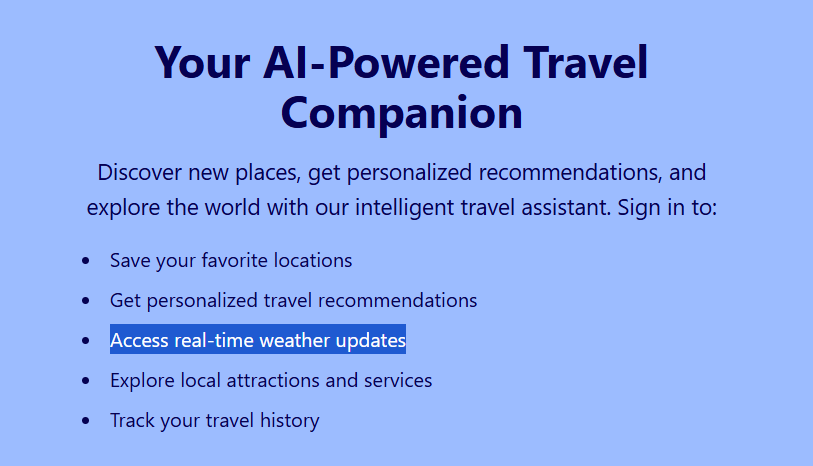 Your AI-Powered Travel
Companion
Discover new places, get personalized recommendations, and
explore the world with our intelligent travel assistant. Sign in to:
• Save your favorite locations
• Get personalized travel recommendations
• Access real-time weather updates
• Explore local attractions and services
• Track your travel history